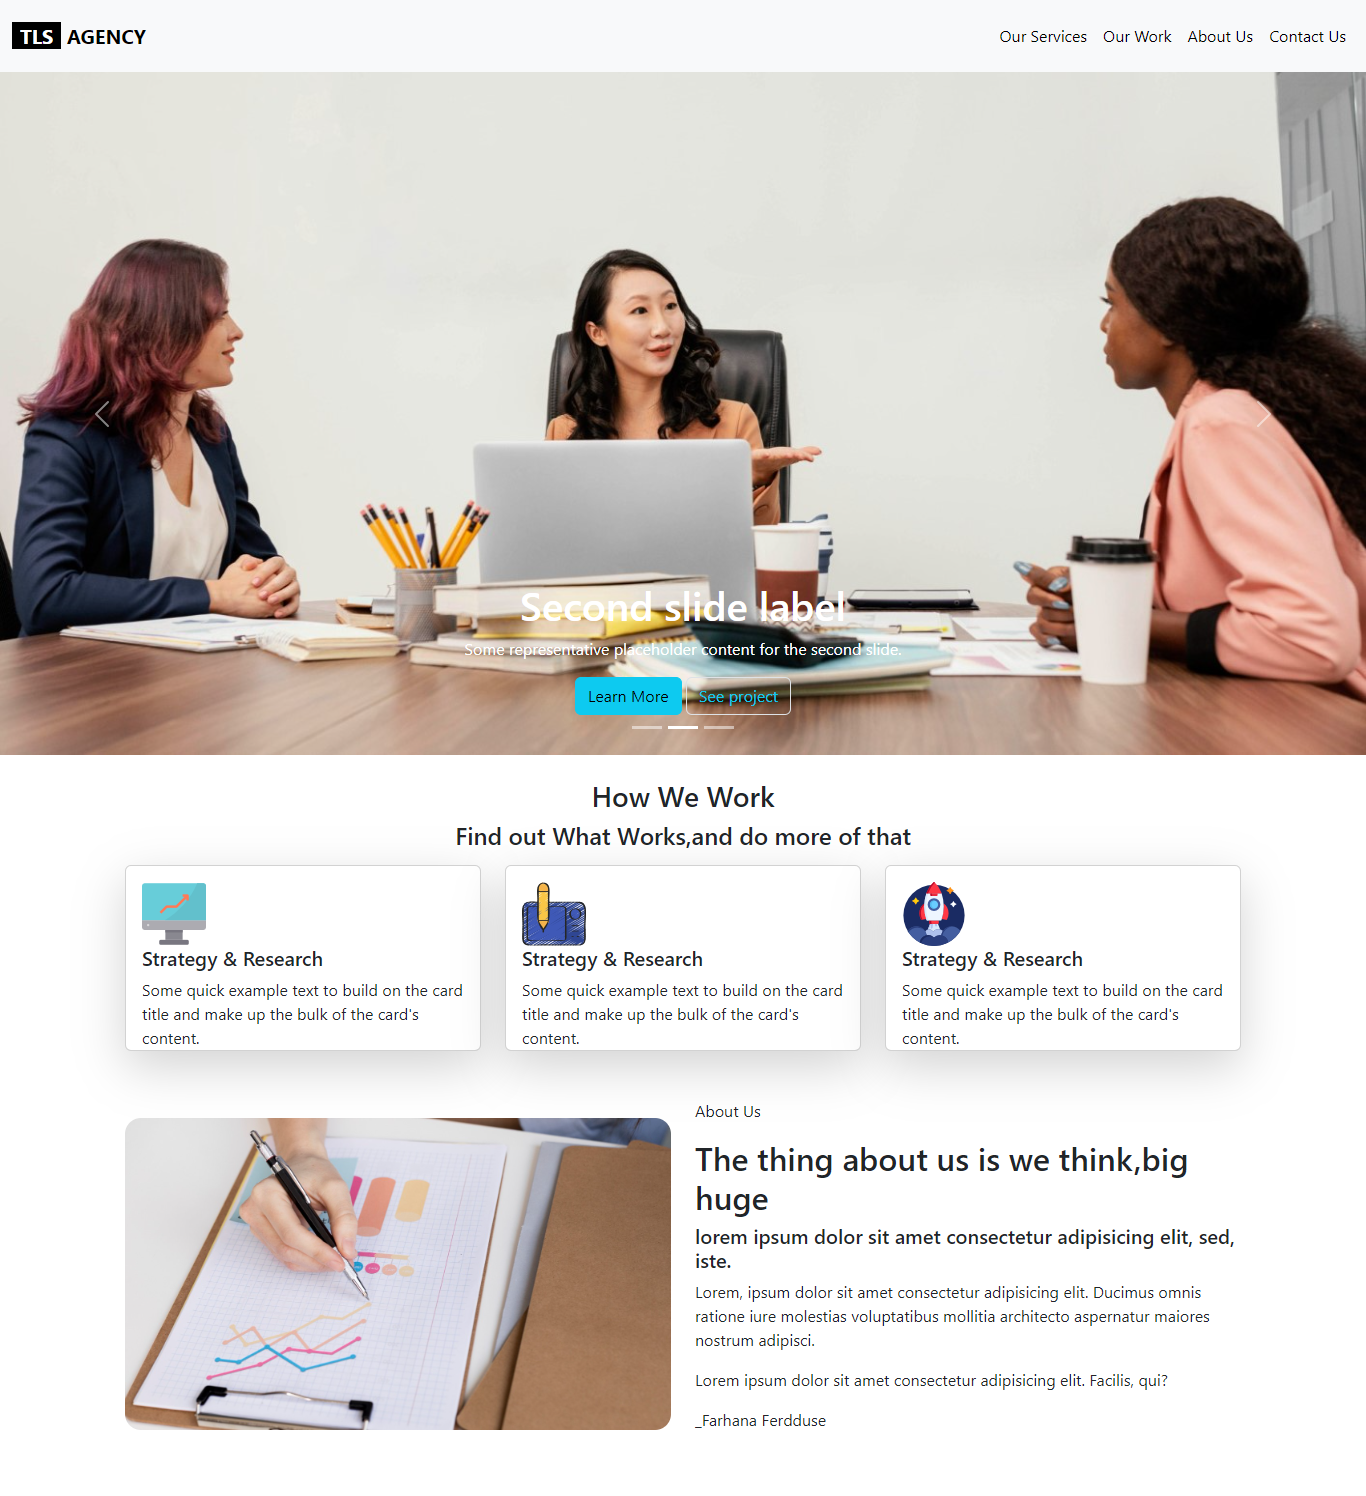 TLS AGENCY
Our Services Our Work About Us Contact Us
Second slide label
Some representative placeholder content for the second slide.
Learn More See project
How We Work
Find out What Works,and do more of that
Strategy & Research
Some quick example text to build on the card
title and make up the bulk of the card's
content.
Strategy & Research
Some quick example text to build on the card
title and make up the bulk of the card's
content.
Strategy & Research
Some quick example text to build on the card
title and make up the bulk of the card's
content.
About Us
The thing about us is we think,big
huge
lorem ipsum dolor sit amet consectetur adipisicing elit, sed,
iste.
Lorem, ipsum dolor sit amet consectetur adipisicing elit. Ducimus omnis
ratione iure molestias voluptatibus mollitia architecto aspernatur maiores
nostrum adipisci.
Lorem ipsum dolor sit amet consectetur adipisicing elit. Facilis, qui?
_Farhana Ferdduse